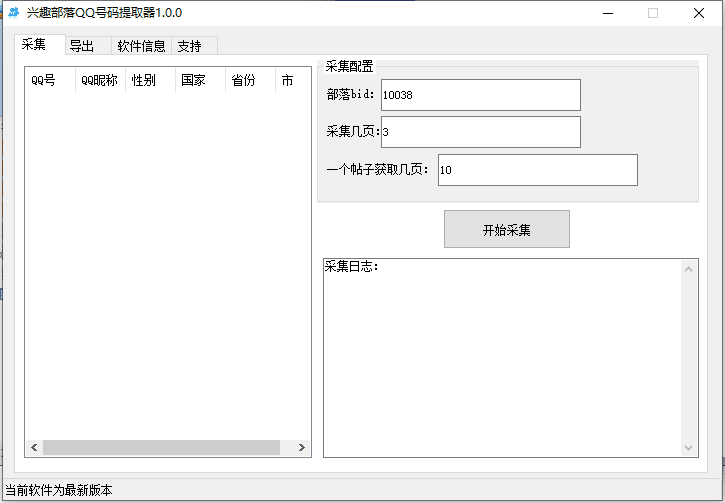 兴趣部落QQ号码提取器1.0.0
采集 导出 软件信息 支持
QQ号 QQ昵称 性别 国家 省份 市
采集配置
部落bid: 10038
采集几页:3
一个帖子获取几页: 10
开始采集
采集日志:
当前软件为最新版本